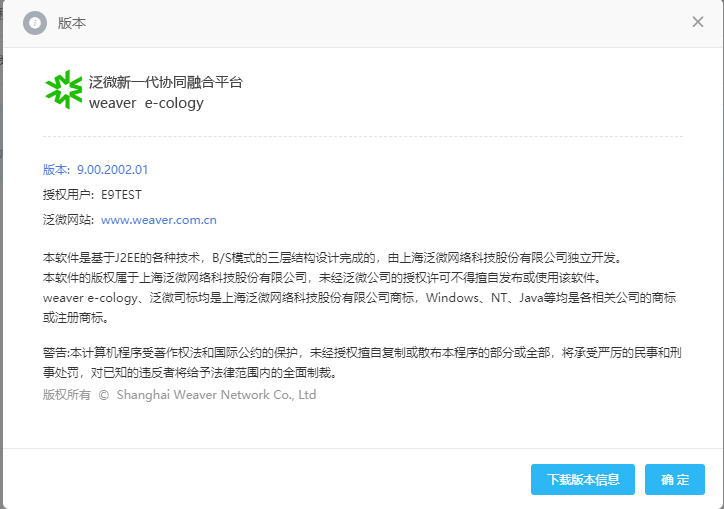 版本
泛微新一代协同融合平台
weaver e-cology
版本: 9.00.2002.01
授权用户: E9TEST
泛微网站: www.weaver.com.cn
本软件是基于J2EE的各种技术，B/S模式的三层结构设计完成的，由上海泛微网络科技股份有限公司独立开发。
本软件的版权属于上海泛微网络科技股份有限公司，未经泛微公司的授权许可不得擅自发布或使用该软件。
weaver e-cology、泛微司标均是上海泛微网络科技股份有限公司商标，Windows、NT、Java等均是各相关公司的商标
或注册商标。
警告:本计算机程序受著作权法和国际公约的保护，未经授权擅自复制或散布本程序的部分或全部，将承受严厉的民事和刑
事处罚，对已知的违反者将给予法律范围内的全面制裁。
版权所有 © Shanghai Weaver Network Co., Ltd
下载版本信息
确 定